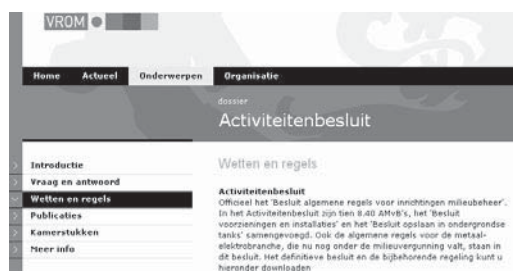 VROM
Home Actueel Onderwerpen Organisatie
dossier
Activiteitenbesluit
Introductie
Vraag en antwoord
Wetten en regels
Publicaties
Kamerstukken
Meer info
Wetten en regels
Activiteitenbesluit
Officieel het 'Besluit algemene regels voor inrichtingen milieubeheer'.
In het Activiteitenbesluit zijn tien 8.40 AMvB's, het 'Besluit
voorzieningen en installaties' en het 'Besluit opslaan in ondergrondse
tanks' samengevoegd. Ook de algemene regels voor de metaal-
elektrobranche, die nu nog onder de milieuvergunning valt, staan in
dit besluit. Het definitieve besluit en de bijbehorende regeling kunt u
hieronder downloaden